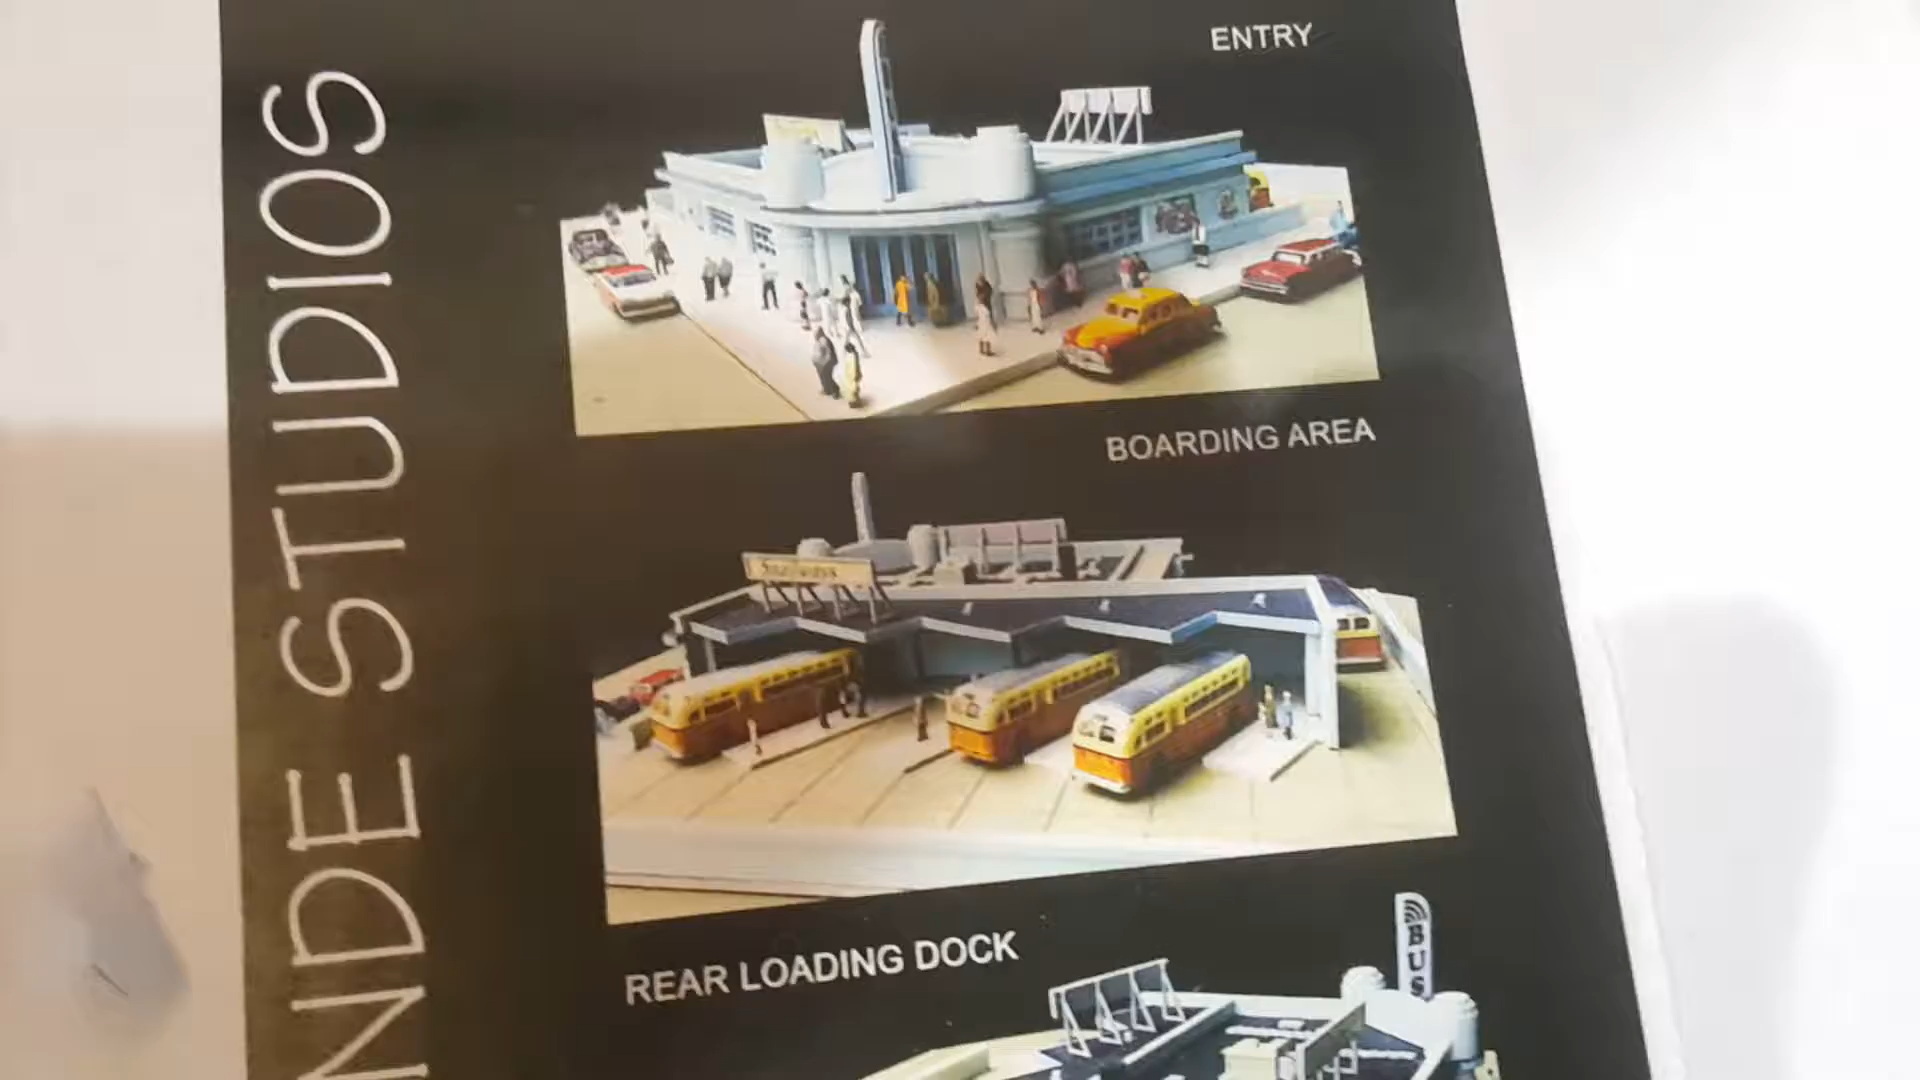 NDE STUDIOS
ENTRY
BOARDING AREA
REAR LOADING DOCK
BUS